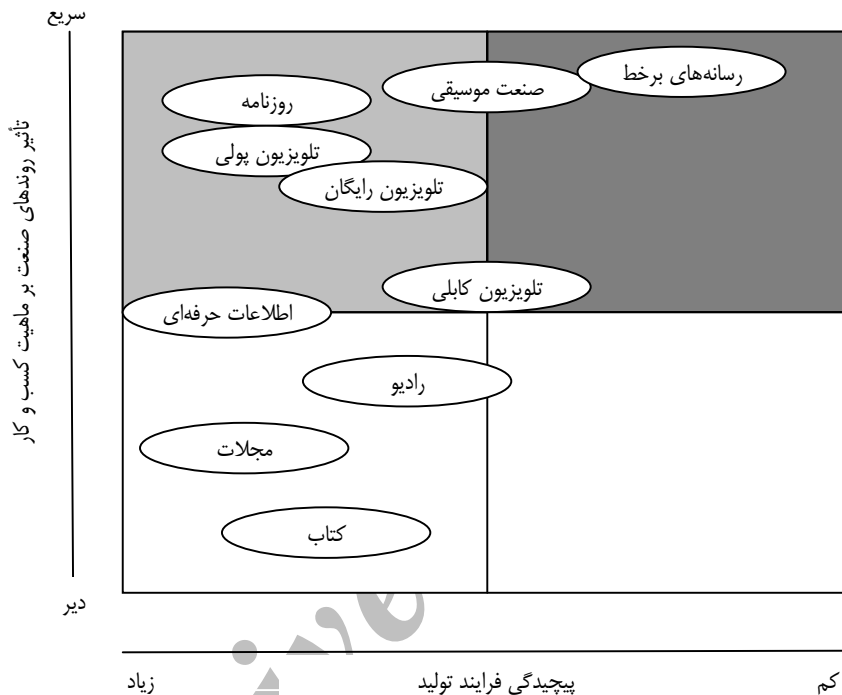 سریع
رسانه‌های برخط
صنعت موسیقی
روزنامه
تلویزیون پولی
تلویزیون رایگان
تلویزیون کابلی
اطلاعات حرفه‌ای
رادیو
مجلات
کتاب
تأثیر روندهای صنعت بر ماهیت کسب و کار
دیر
کم
پیچیدگی فرایند تولید
زیاد